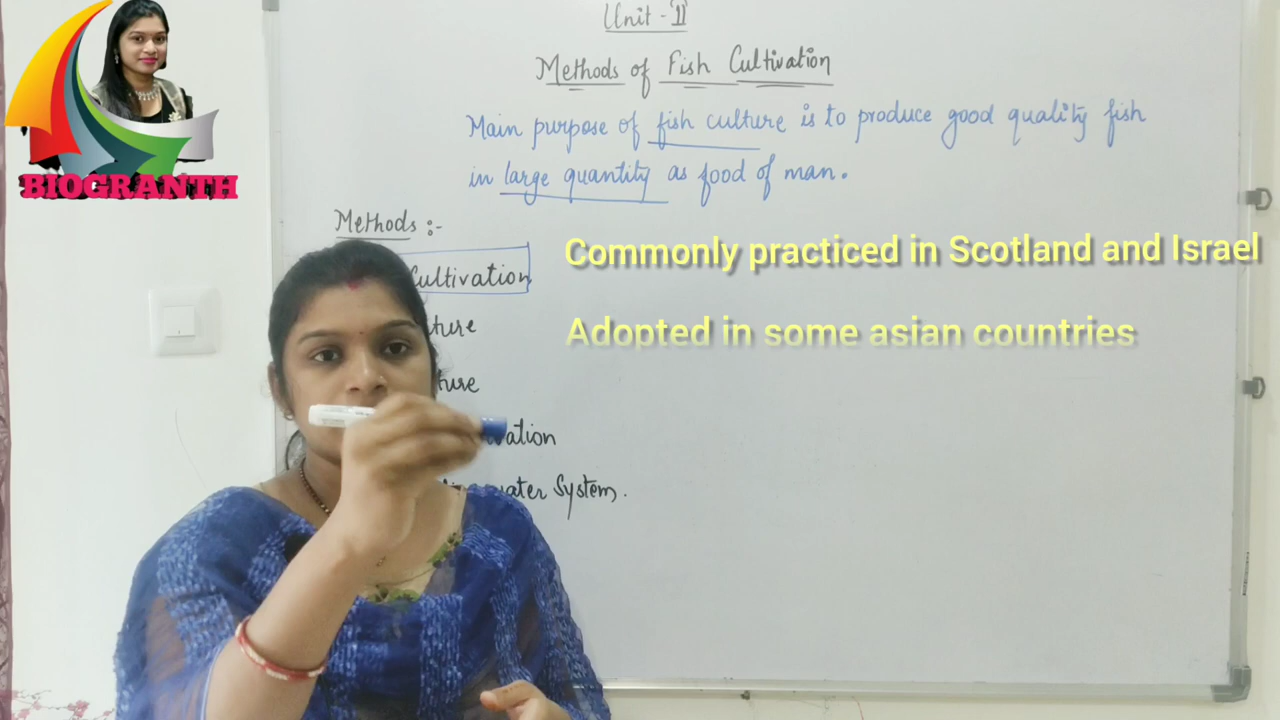 Unit - II
Methods of Fish Cultivation
Main purpose of fish culture is to produce good quality fish
in large quantity as food of man.
BIOGRANTH
Methods :-
Cultivation
Commonly practiced in Scotland and Israel
Adopted in some asian countries
water System.